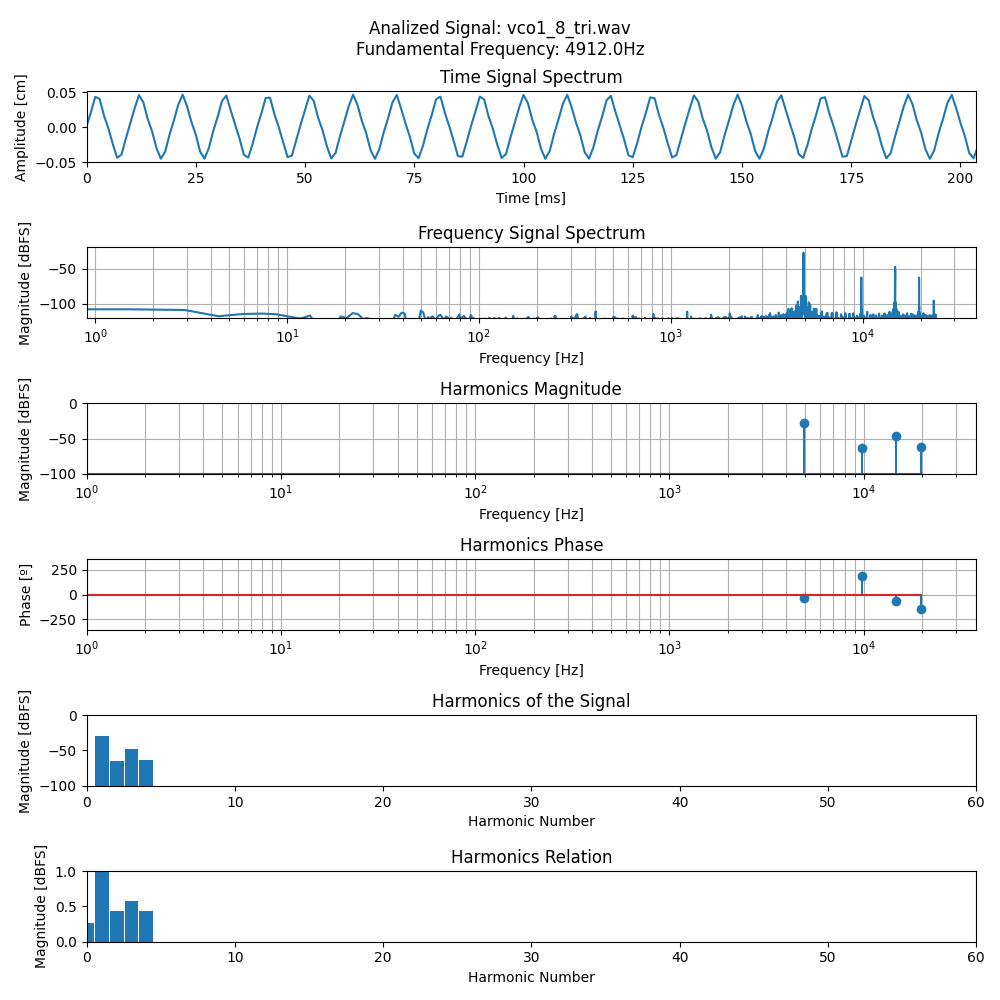 Analized Signal: vco1_8_tri.wav
Fundamental Frequency: 4912.0Hz
Time Signal Spectrum
Amplitude [cm]
0.05
0.00
−0.05
0 25 50 75 100 125 150 175 200
Time [ms]
Frequency Signal Spectrum
Magnitude [dBFS]
−50
−100
10⁰ 10¹ 10² 10³ 10⁴
Frequency [Hz]
Harmonics Magnitude
Magnitude [dBFS]
0
−50
−100
10⁰ 10¹ 10² 10³ 10⁴
Frequency [Hz]
Harmonics Phase
Phase [º]
250
0
−250
10⁰ 10¹ 10² 10³ 10⁴
Frequency [Hz]
Harmonics of the Signal
Magnitude [dBFS]
0
−50
−100
0 10 20 30 40 50 60
Harmonic Number
Harmonics Relation
Magnitude [dBFS]
1.0
0.5
0.0
0 10 20 30 40 50 60
Harmonic Number